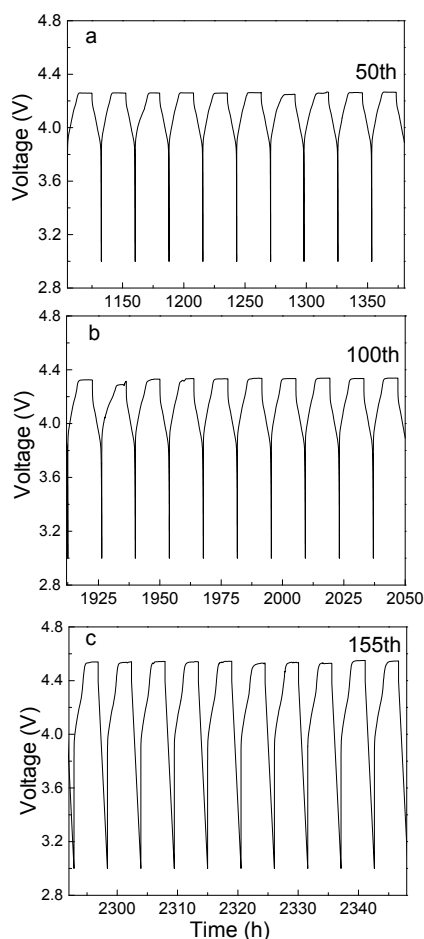 a
50th
4.8
4.4
4.0
3.6
3.2
2.8
Voltage (V)
1150 1200 1250 1300 1350
b
100th
4.8
4.4
4.0
3.6
3.2
2.8
Voltage (V)
1925 1950 1975 2000 2025 2050
c
155th
4.8
4.4
4.0
3.6
3.2
2.8
Voltage (V)
2300 2310 2320 2330 2340
Time (h)